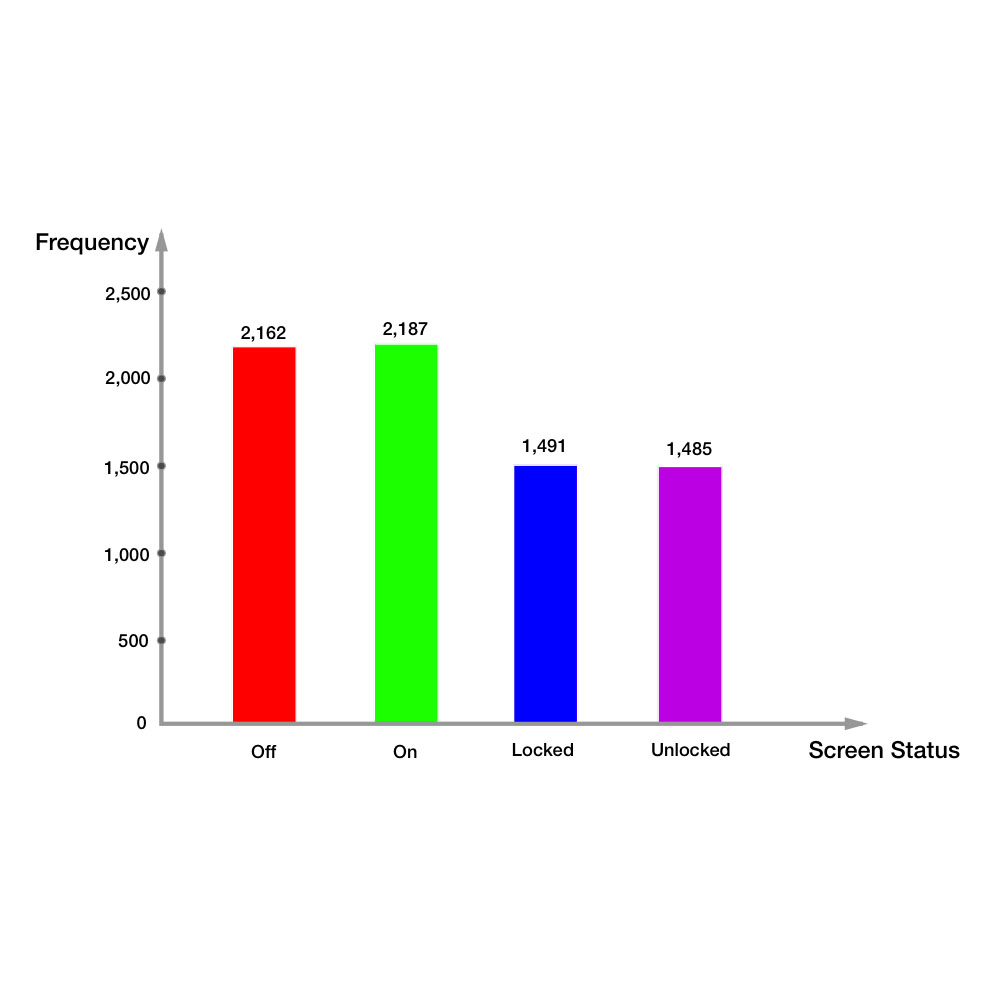 Frequency
2,500
2,000
1,500
1,000
500
0
2,162
2,187
1,491
1,485
Off
On
Locked
Unlocked
Screen Status